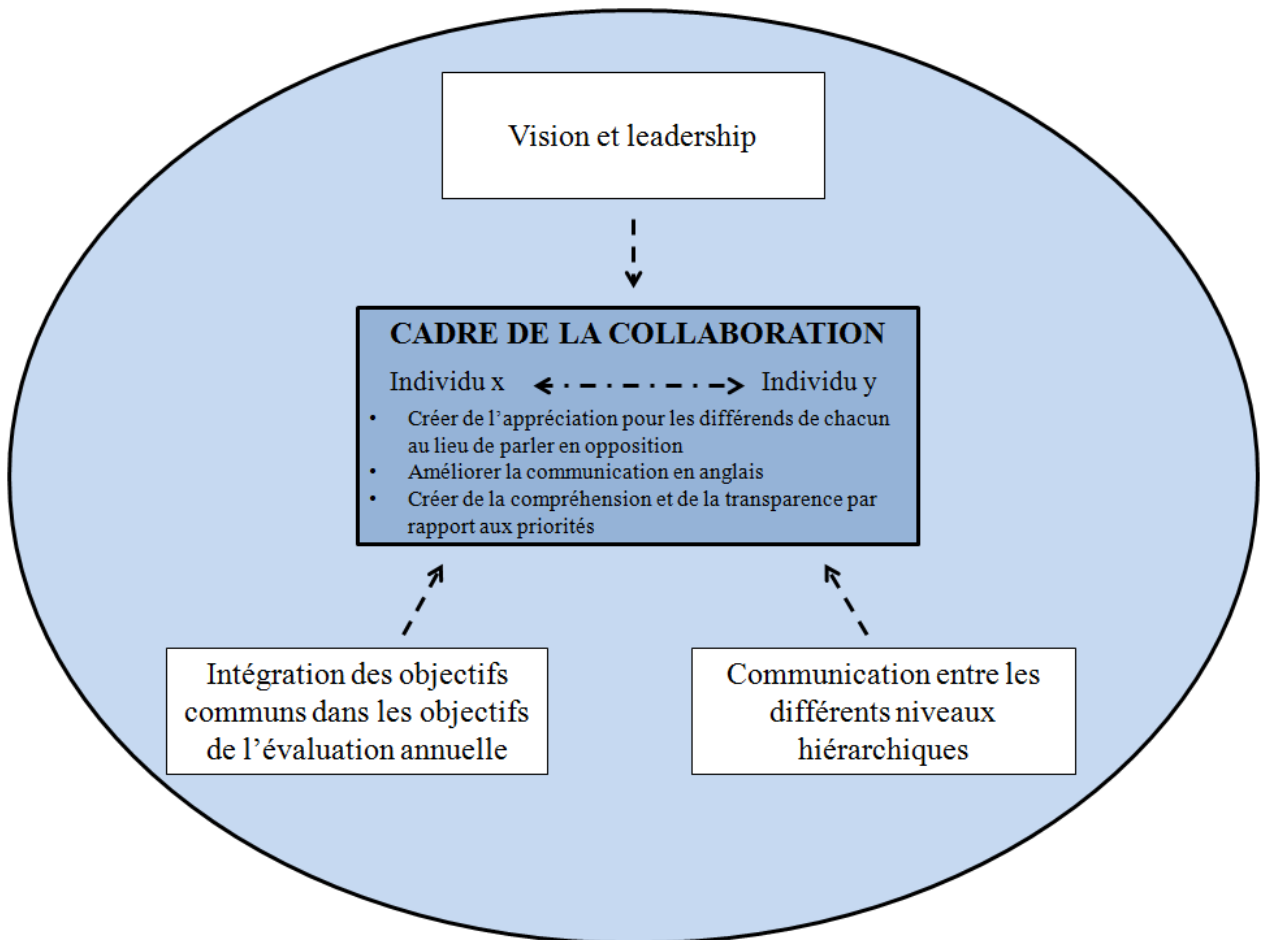 Vision et leadership
CADRE DE LA COLLABORATION
Individu x Individu y
• Créer de l’appréciation pour les différends de chacun
au lieu de parler en opposition
• Améliorer la communication en anglais
• Créer de la compréhension et de la transparence par
rapport aux priorités
Intégration des objectifs
communs dans les objectifs
de l’évaluation annuelle
Communication entre les
différents niveaux
hiérarchiques